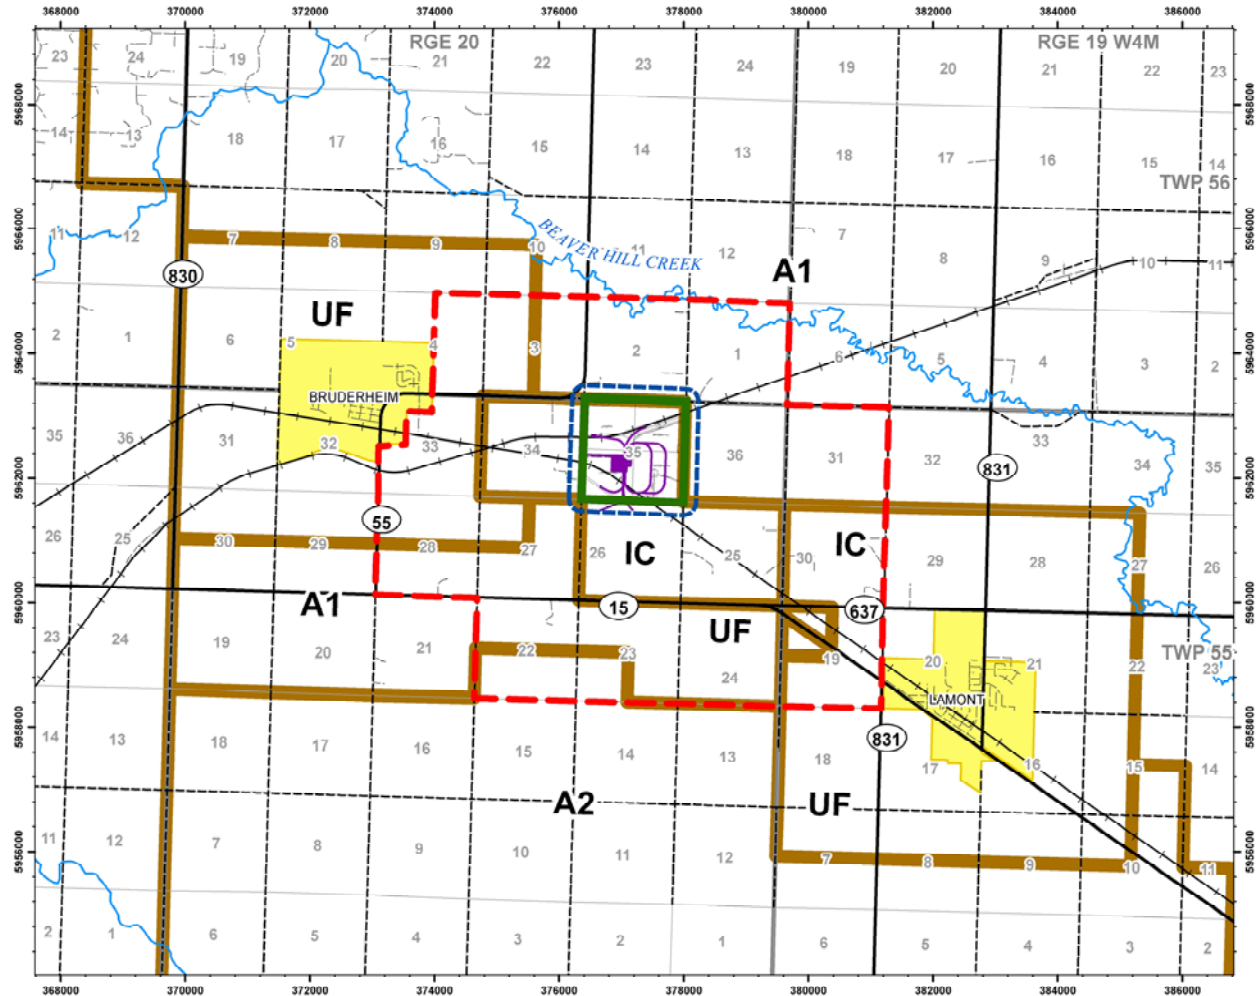 368000 370000 372000 374000 376000 378000 380000 382000 384000 386000
RGE 20 RGE 19 W4M
23 24 19 20 21 22 23 24 19 20 21 22 23
5968000 5968000
14 13 18 17 16 15 14 13 18 17 16 15 14
TWP 56
5966000 5966000
11 12 7 8 9 10 11 12 7 8 9 10 11
BEAVER HILL CREEK
830
A1
UF
2 1 6 5 4 3 2 1 6 5 4 3 2
5964000 5964000
BRUDERHEIM
35 36 31 32 33 34 35 36 31 32 33 34 35
831
5962000 5962000
55
26 25 30 29 28 27 26 25 30 29 28 27 26
IC IC
5960000 5960000
A1 15 637
UF
23 24 19 20 21 22 23 24 19 20 21 22 23
TWP 55
LAMONT
5958000 5958000
831
14 13 18 17 16 15 14 13 18 17 16 15 14
A2 UF
5956000 5956000
11 12 7 8 9 10 11 12 7 8 9 10 11
2 1 6 5 4 3 2 1 6 5 4 3 2
368000 370000 372000 374000 376000 378000 380000 382000 384000 386000